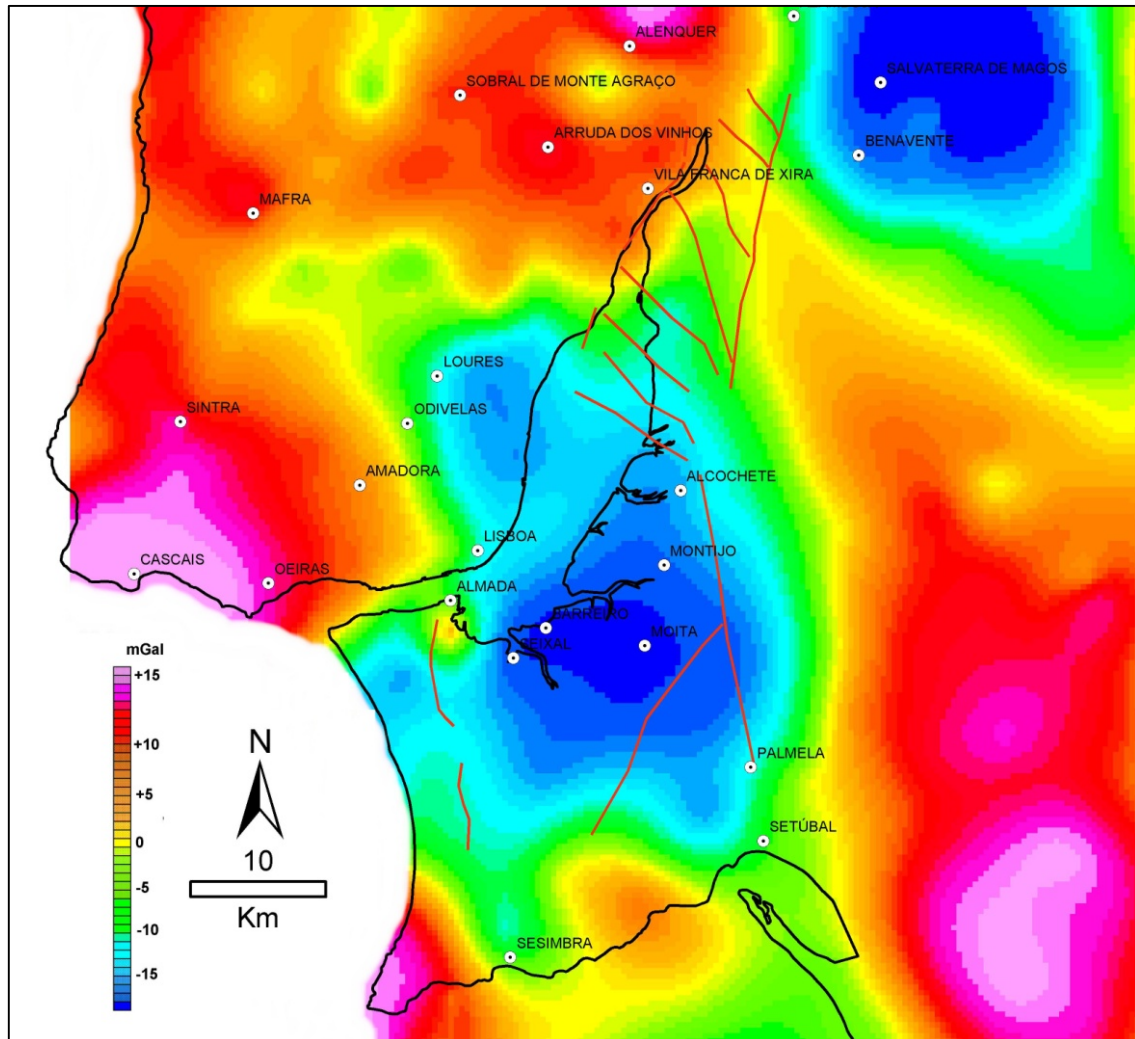 ALENQUER
SALVATERRA DE MAGOS
SOBRAL DE MONTE AGRAÇO
ARRUDA DOS VINHOS
BENAVENTE
VILA FRANCA DE XIRA
MAFRA
LOURES
SINTRA
ODIVELAS
AMADORA
ALCOCHETE
LISBOA
CASCAIS
OEIRAS
MONTIJO
ALMADA
BARREIRO
MOITA
SEIXAL
PALMELA
SETÚBAL
SESIMBRA
mGal
+15
+10
+5
0
-5
-10
-15
N
10
Km